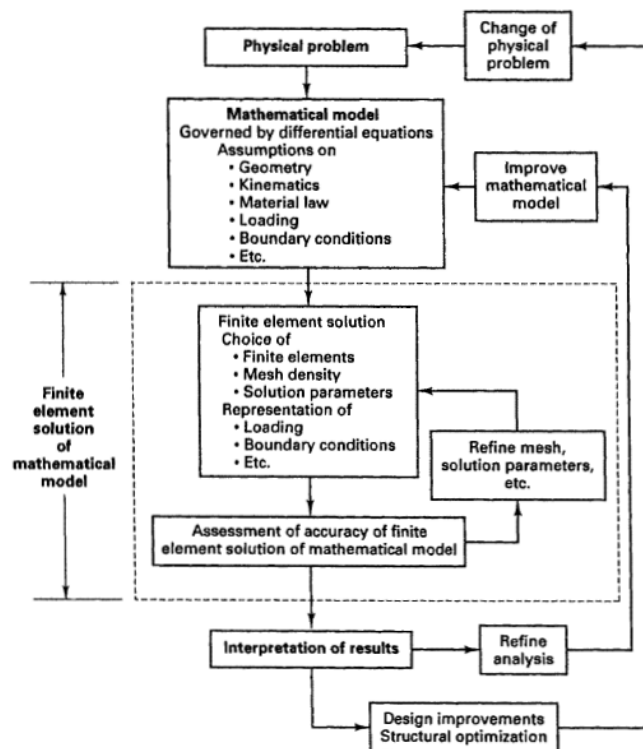 Physical problem
Change of
physical
problem
Mathematical model
Governed by differential equations
Assumptions on
• Geometry
• Kinematics
• Material law
• Loading
• Boundary conditions
• Etc.
Improve
mathematical
model
Finite
element
solution
of
mathematical
model
Finite element solution
Choice of
• Finite elements
• Mesh density
• Solution parameters
Representation of
• Loading
• Boundary conditions
• Etc.
Refine mesh,
solution parameters,
etc.
Assessment of accuracy of finite
element solution of mathematical model
Interpretation of results
Refine
analysis
Design improvements
Structural optimization